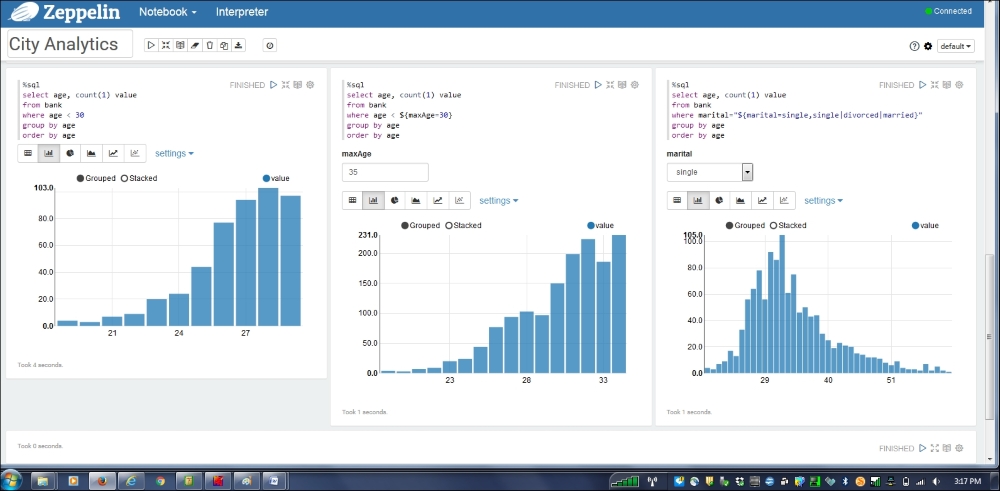 Zeppelin Notebook Interpreter Connected
City Analytics default
%sql FINISHED
select age, count(1) value
from bank
where age < 30
group by age
order by age
settings
Grouped Stacked value
103.0
80.0
60.0
40.0
20.0
0.0
21 24 27
Took 4 seconds.
%sql FINISHED
select age, count(1) value
from bank
where age < ${maxAge=30}
group by age
order by age
maxAge
35
settings
Grouped Stacked value
231.0
200.0
150.0
100.0
50.0
0.0
23 28 33
Took 1 seconds.
%sql FINISHED
select age, count(1) value
from bank
where marital="${marital=single,single|divorced|married}"
group by age
order by age
marital
single
settings
Grouped Stacked value
105.0
100.0
80.0
60.0
40.0
20.0
0.0
29 40 51
Took 1 seconds.
Took 0 seconds. FINISHED
3:17 PM